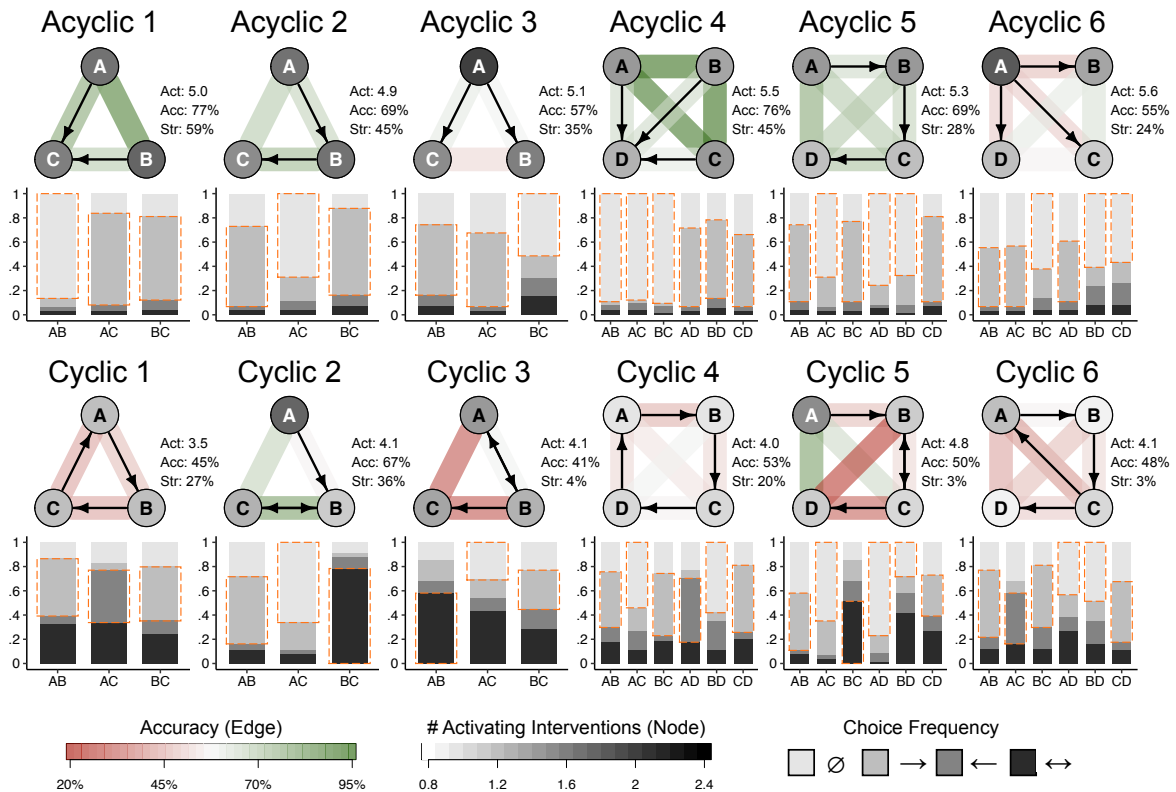 Acyclic 1 Acyclic 2 Acyclic 3 Acyclic 4 Acyclic 5 Acyclic 6
A
C
B
Act: 5.0
Acc: 77%
Str: 59%
A
C
B
Act: 4.9
Acc: 69%
Str: 45%
A
C
B
Act: 5.1
Acc: 57%
Str: 35%
A
B
D
C
Act: 5.5
Acc: 76%
Str: 45%
A
B
D
C
Act: 5.3
Acc: 69%
Str: 28%
A
B
D
C
Act: 5.6
Acc: 55%
Str: 24%
1
.8
.6
.4
.2
0
AB AC BC
AB AC BC
AB AC BC
AB AC BC AD BD CD
AB AC BC AD BD CD
AB AC BC AD BD CD
Cyclic 1 Cyclic 2 Cyclic 3 Cyclic 4 Cyclic 5 Cyclic 6
A
C
B
Act: 3.5
Acc: 45%
Str: 27%
A
C
B
Act: 4.1
Acc: 67%
Str: 36%
A
C
B
Act: 4.1
Acc: 41%
Str: 4%
A
B
D
C
Act: 4.0
Acc: 53%
Str: 20%
A
B
D
C
Act: 4.8
Acc: 50%
Str: 3%
A
B
D
C
Act: 4.1
Acc: 48%
Str: 3%
1
.8
.6
.4
.2
0
AB AC BC
AB AC BC
AB AC BC
AB AC BC AD BD CD
AB AC BC AD BD CD
AB AC BC AD BD CD
Accuracy (Edge)
20% 45% 70% 95%
# Activating Interventions (Node)
0.8 1.2 1.6 2 2.4
Choice Frequency
∅ → ← ↔